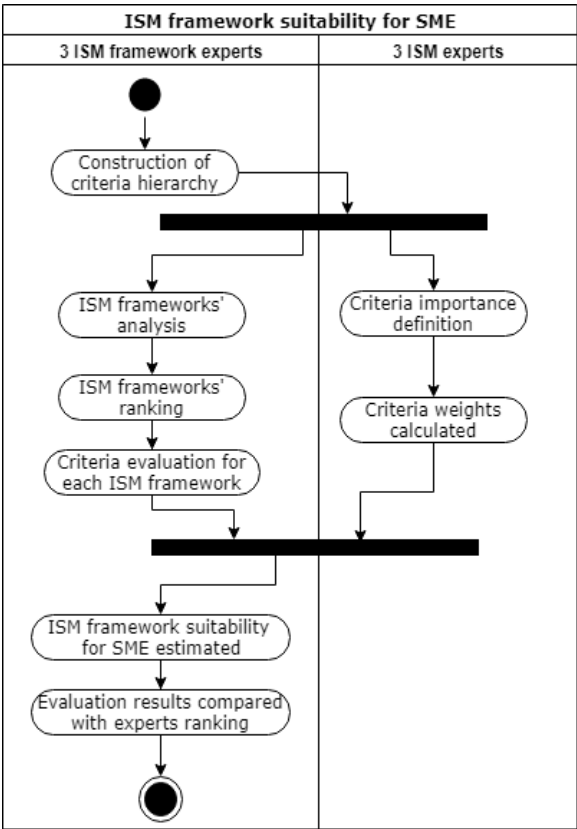 ISM framework suitability for SME
3 ISM framework experts
3 ISM experts
Construction of
criteria hierarchy
ISM frameworks'
analysis
Criteria importance
definition
ISM frameworks'
ranking
Criteria weights
calculated
Criteria evaluation for
each ISM framework
ISM framework suitability
for SME estimated
Evaluation results compared
with experts ranking